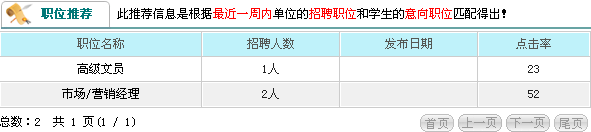 职位推荐 此推荐信息是根据最近一周内单位的招聘职位和学生的意向职位匹配得出!
职位名称 招聘人数 发布日期 点击率
高级文员 1人 23
市场/营销经理 2人 52
总数：2 共 1 页(1 / 1) 首页 上一页 下一页 尾页